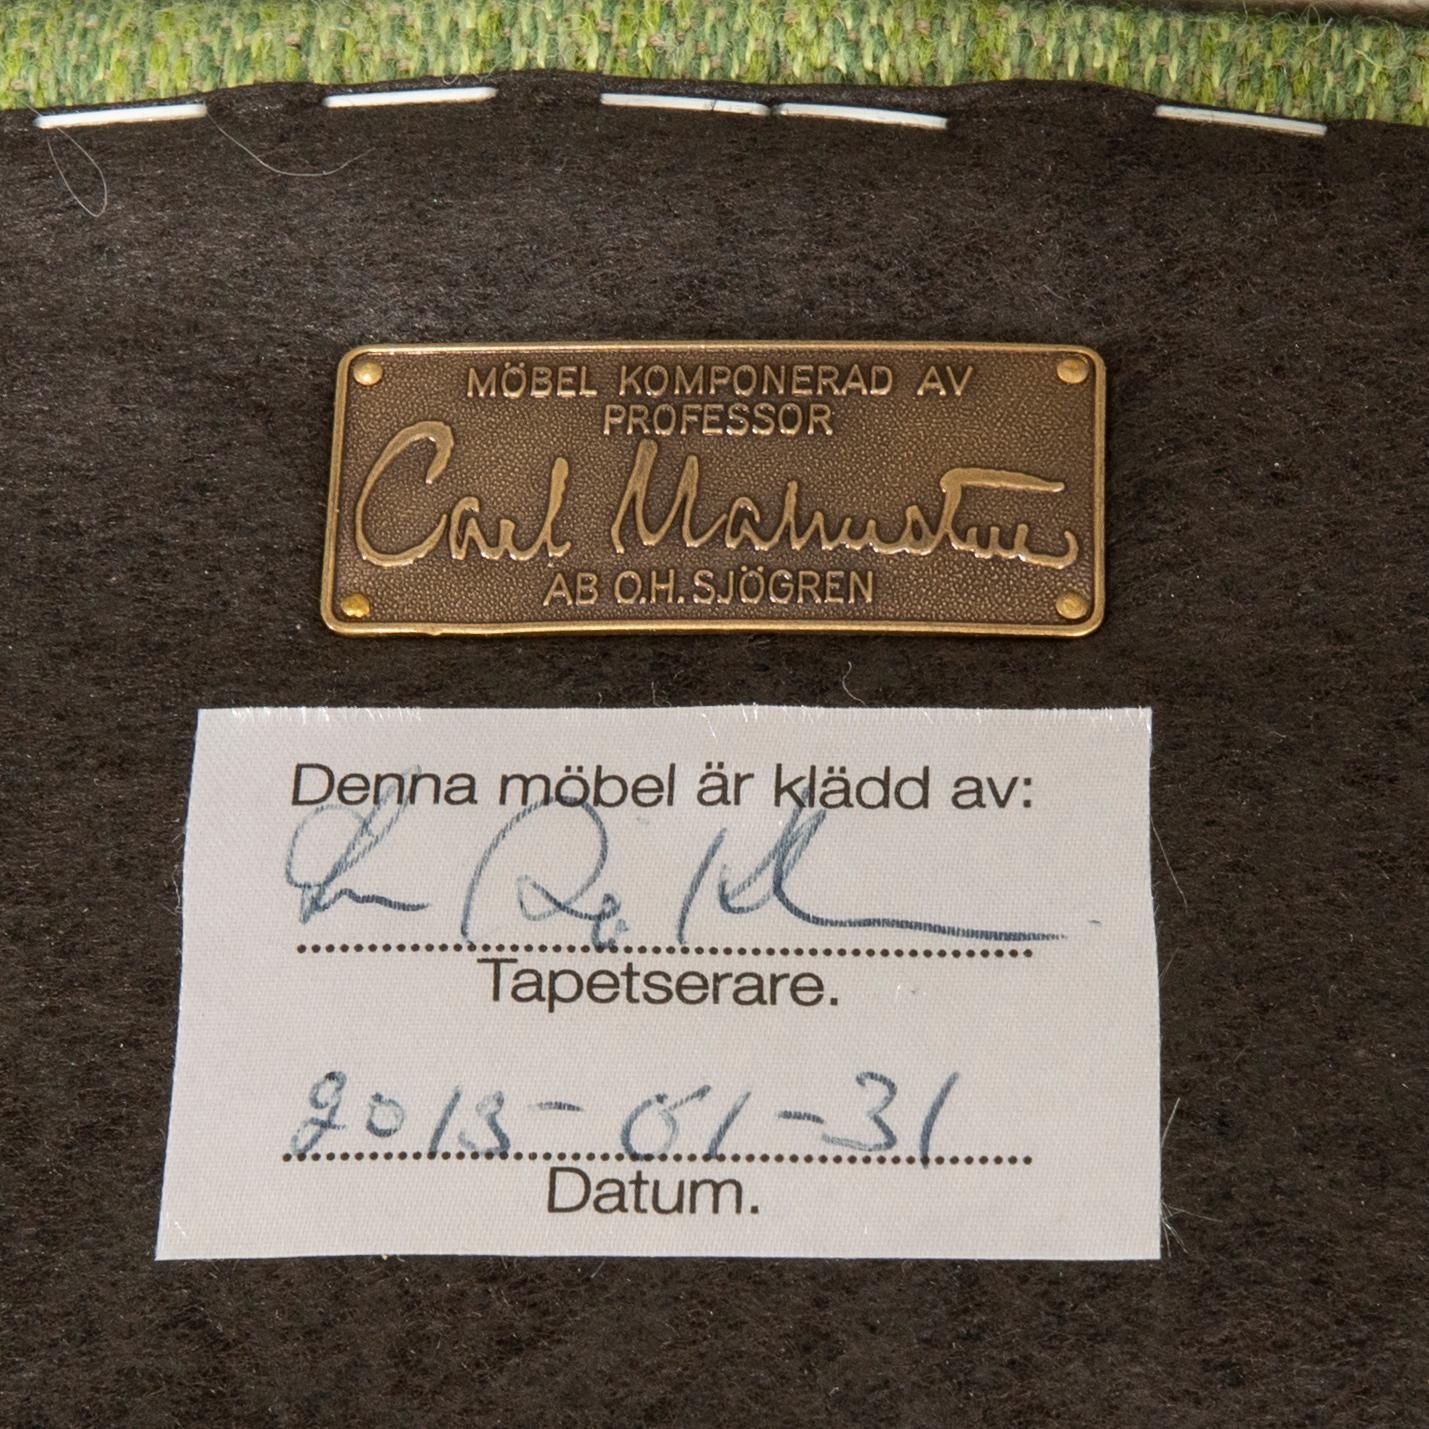 MÖBEL KOMPONERAD AV
PROFESSOR
Carl Malmsten
AB O.H. SJÖGREN
Denna möbel är klädd av:
Tapetserare.
2013-01-31
Datum.